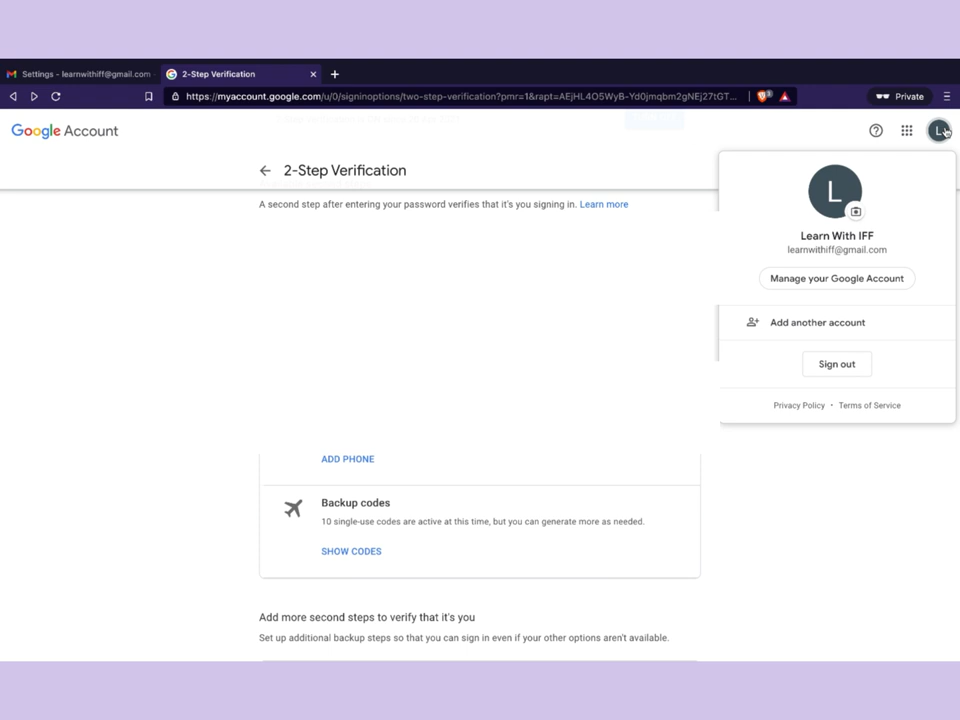 Settings - learnwithiff@gmail.com
2-Step Verification
https://myaccount.google.com/u/0/signinoptions/two-step-verification?pmr=1&rapt=AEjHL4O5WyB-Yd0jmqbm2gNEj27tGT...
3
Private
Google Account
L
2-Step Verification
A second step after entering your password verifies that it's you signing in. Learn more
L
Learn With IFF
learnwithiff@gmail.com
Manage your Google Account
Add another account
Sign out
Privacy Policy • Terms of Service
ADD PHONE
Backup codes
10 single-use codes are active at this time, but you can generate more as needed.
SHOW CODES
Add more second steps to verify that it's you
Set up additional backup steps so that you can sign in even if your other options aren't available.